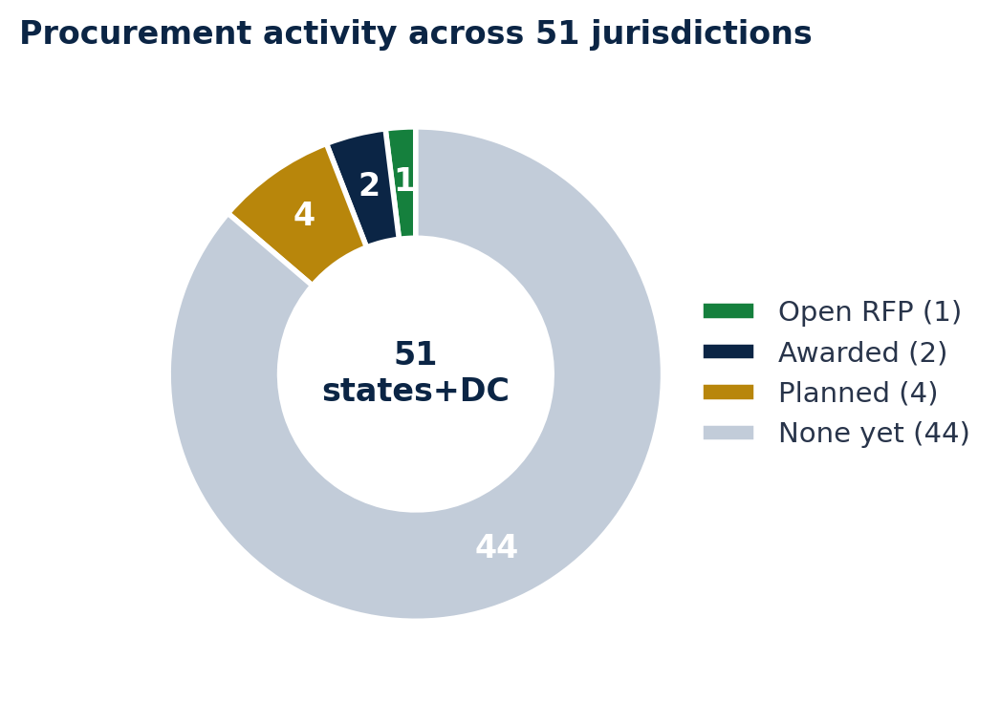 Procurement activity across 51 jurisdictions
1
2
4
51
states+DC
44
Open RFP (1)
Awarded (2)
Planned (4)
None yet (44)